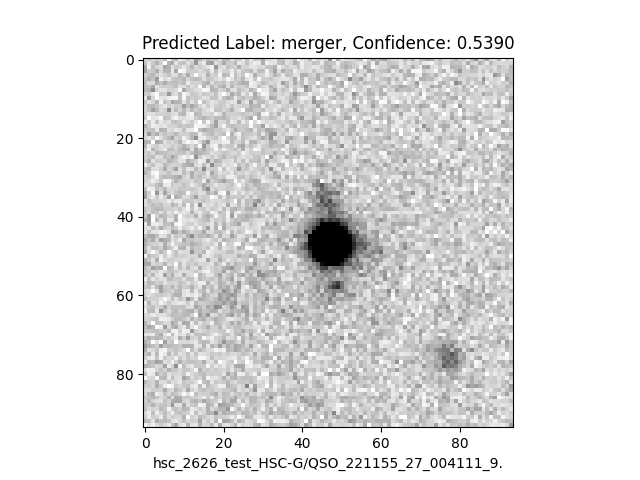 Predicted Label: merger, Confidence: 0.5390
0
20
40
60
80
0 20 40 60 80
hsc_2626_test_HSC-G/QSO_221155_27_004111_9.